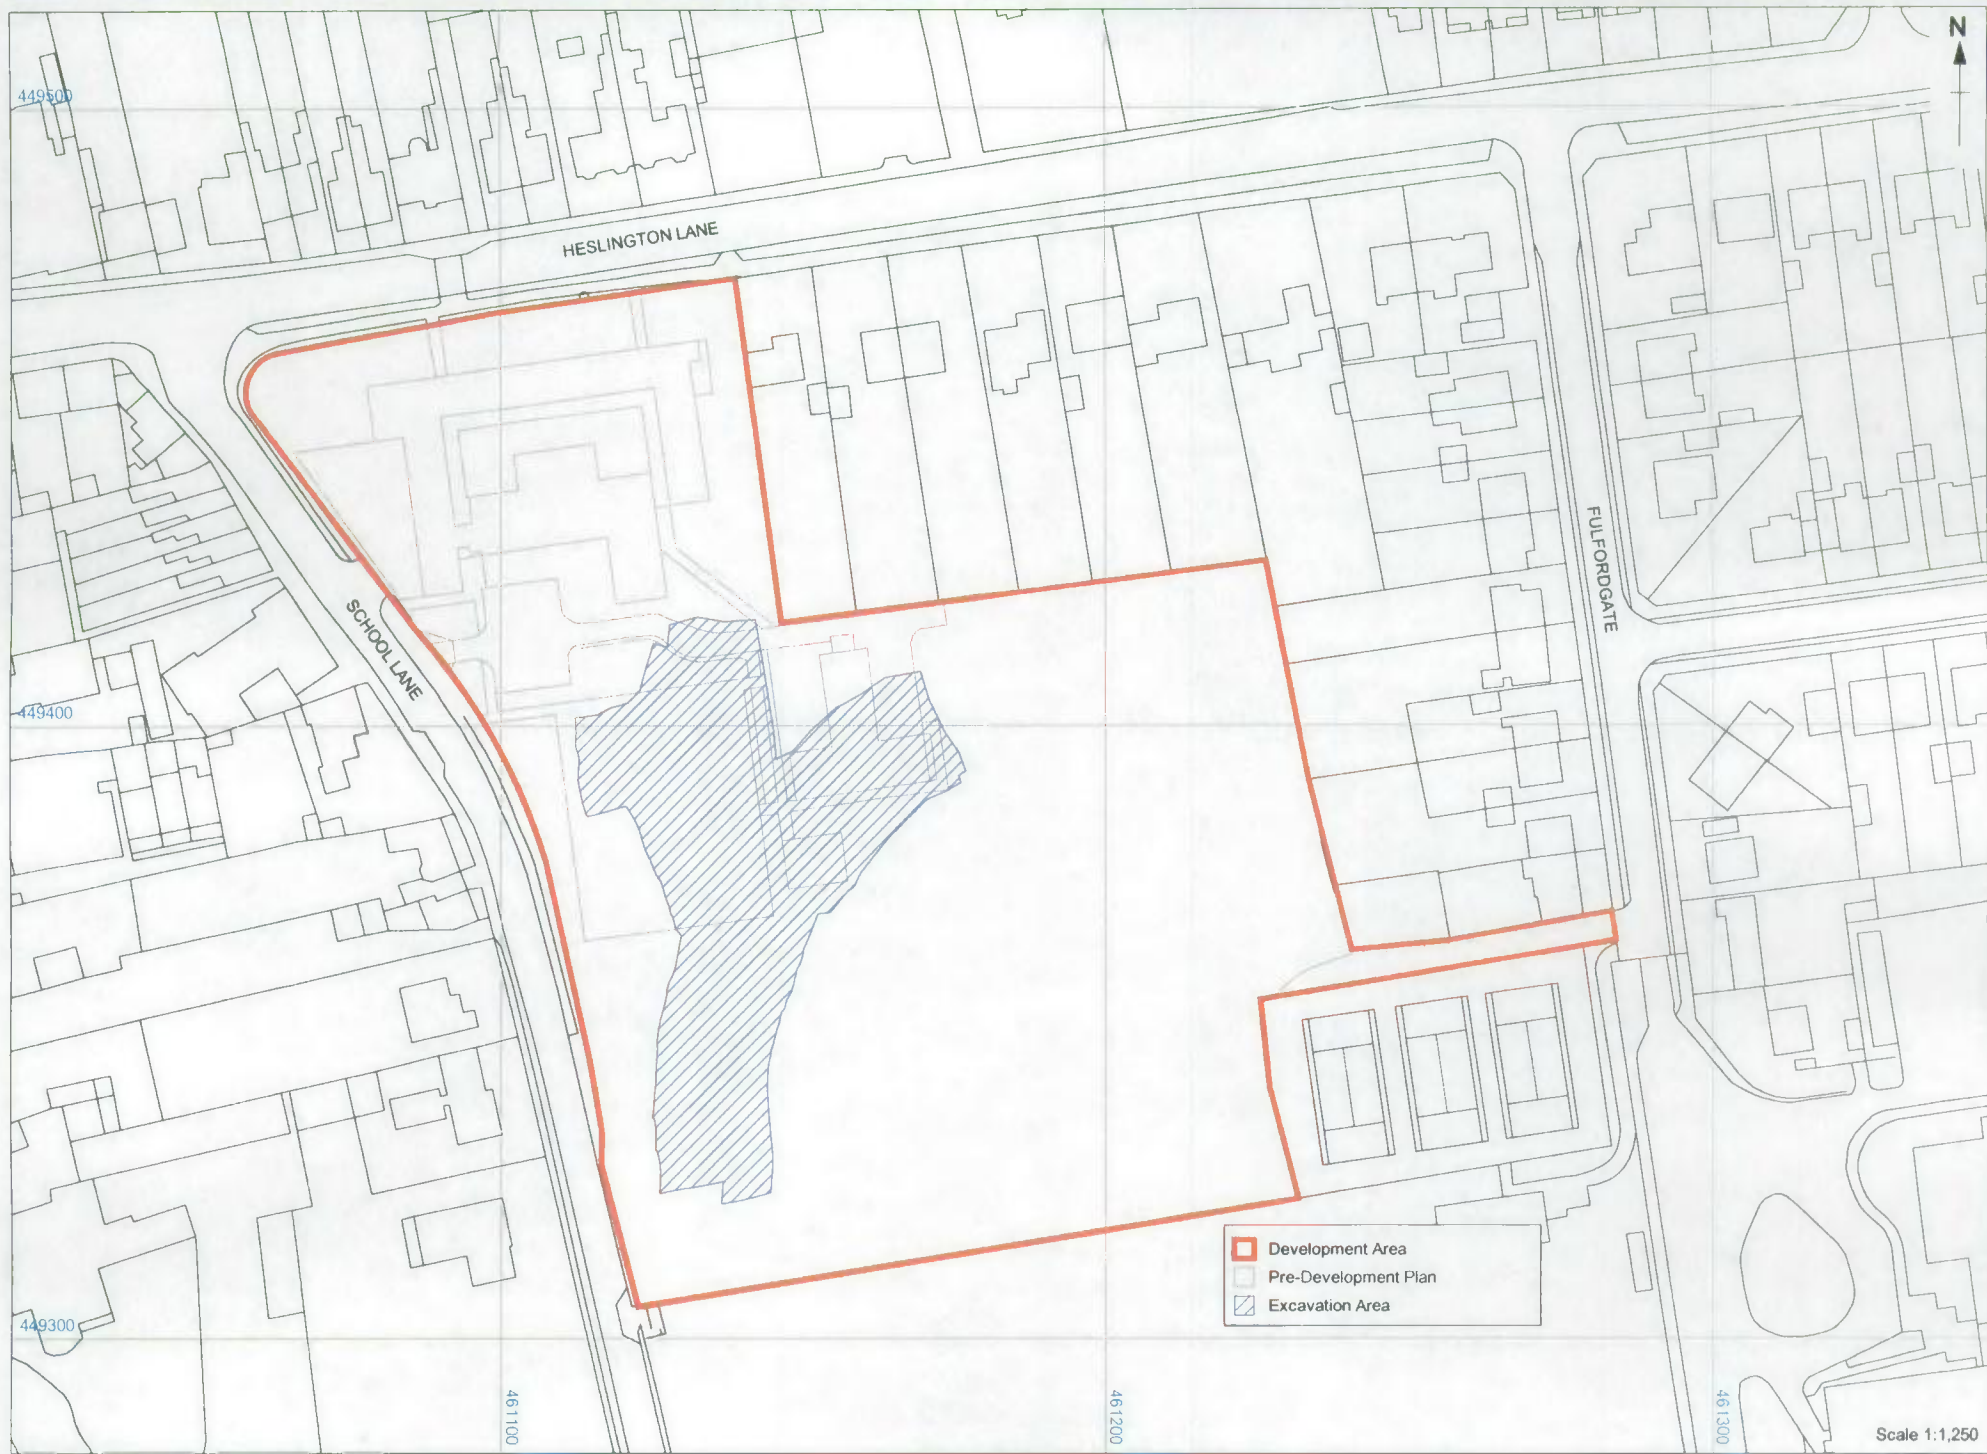 N
449500
HESLINGTON LANE
FULFORDGATE
SCHOOL LANE
449400
Development Area
Pre-Development Plan
Excavation Area
449300
461100
461200
461300
Scale 1:1,250